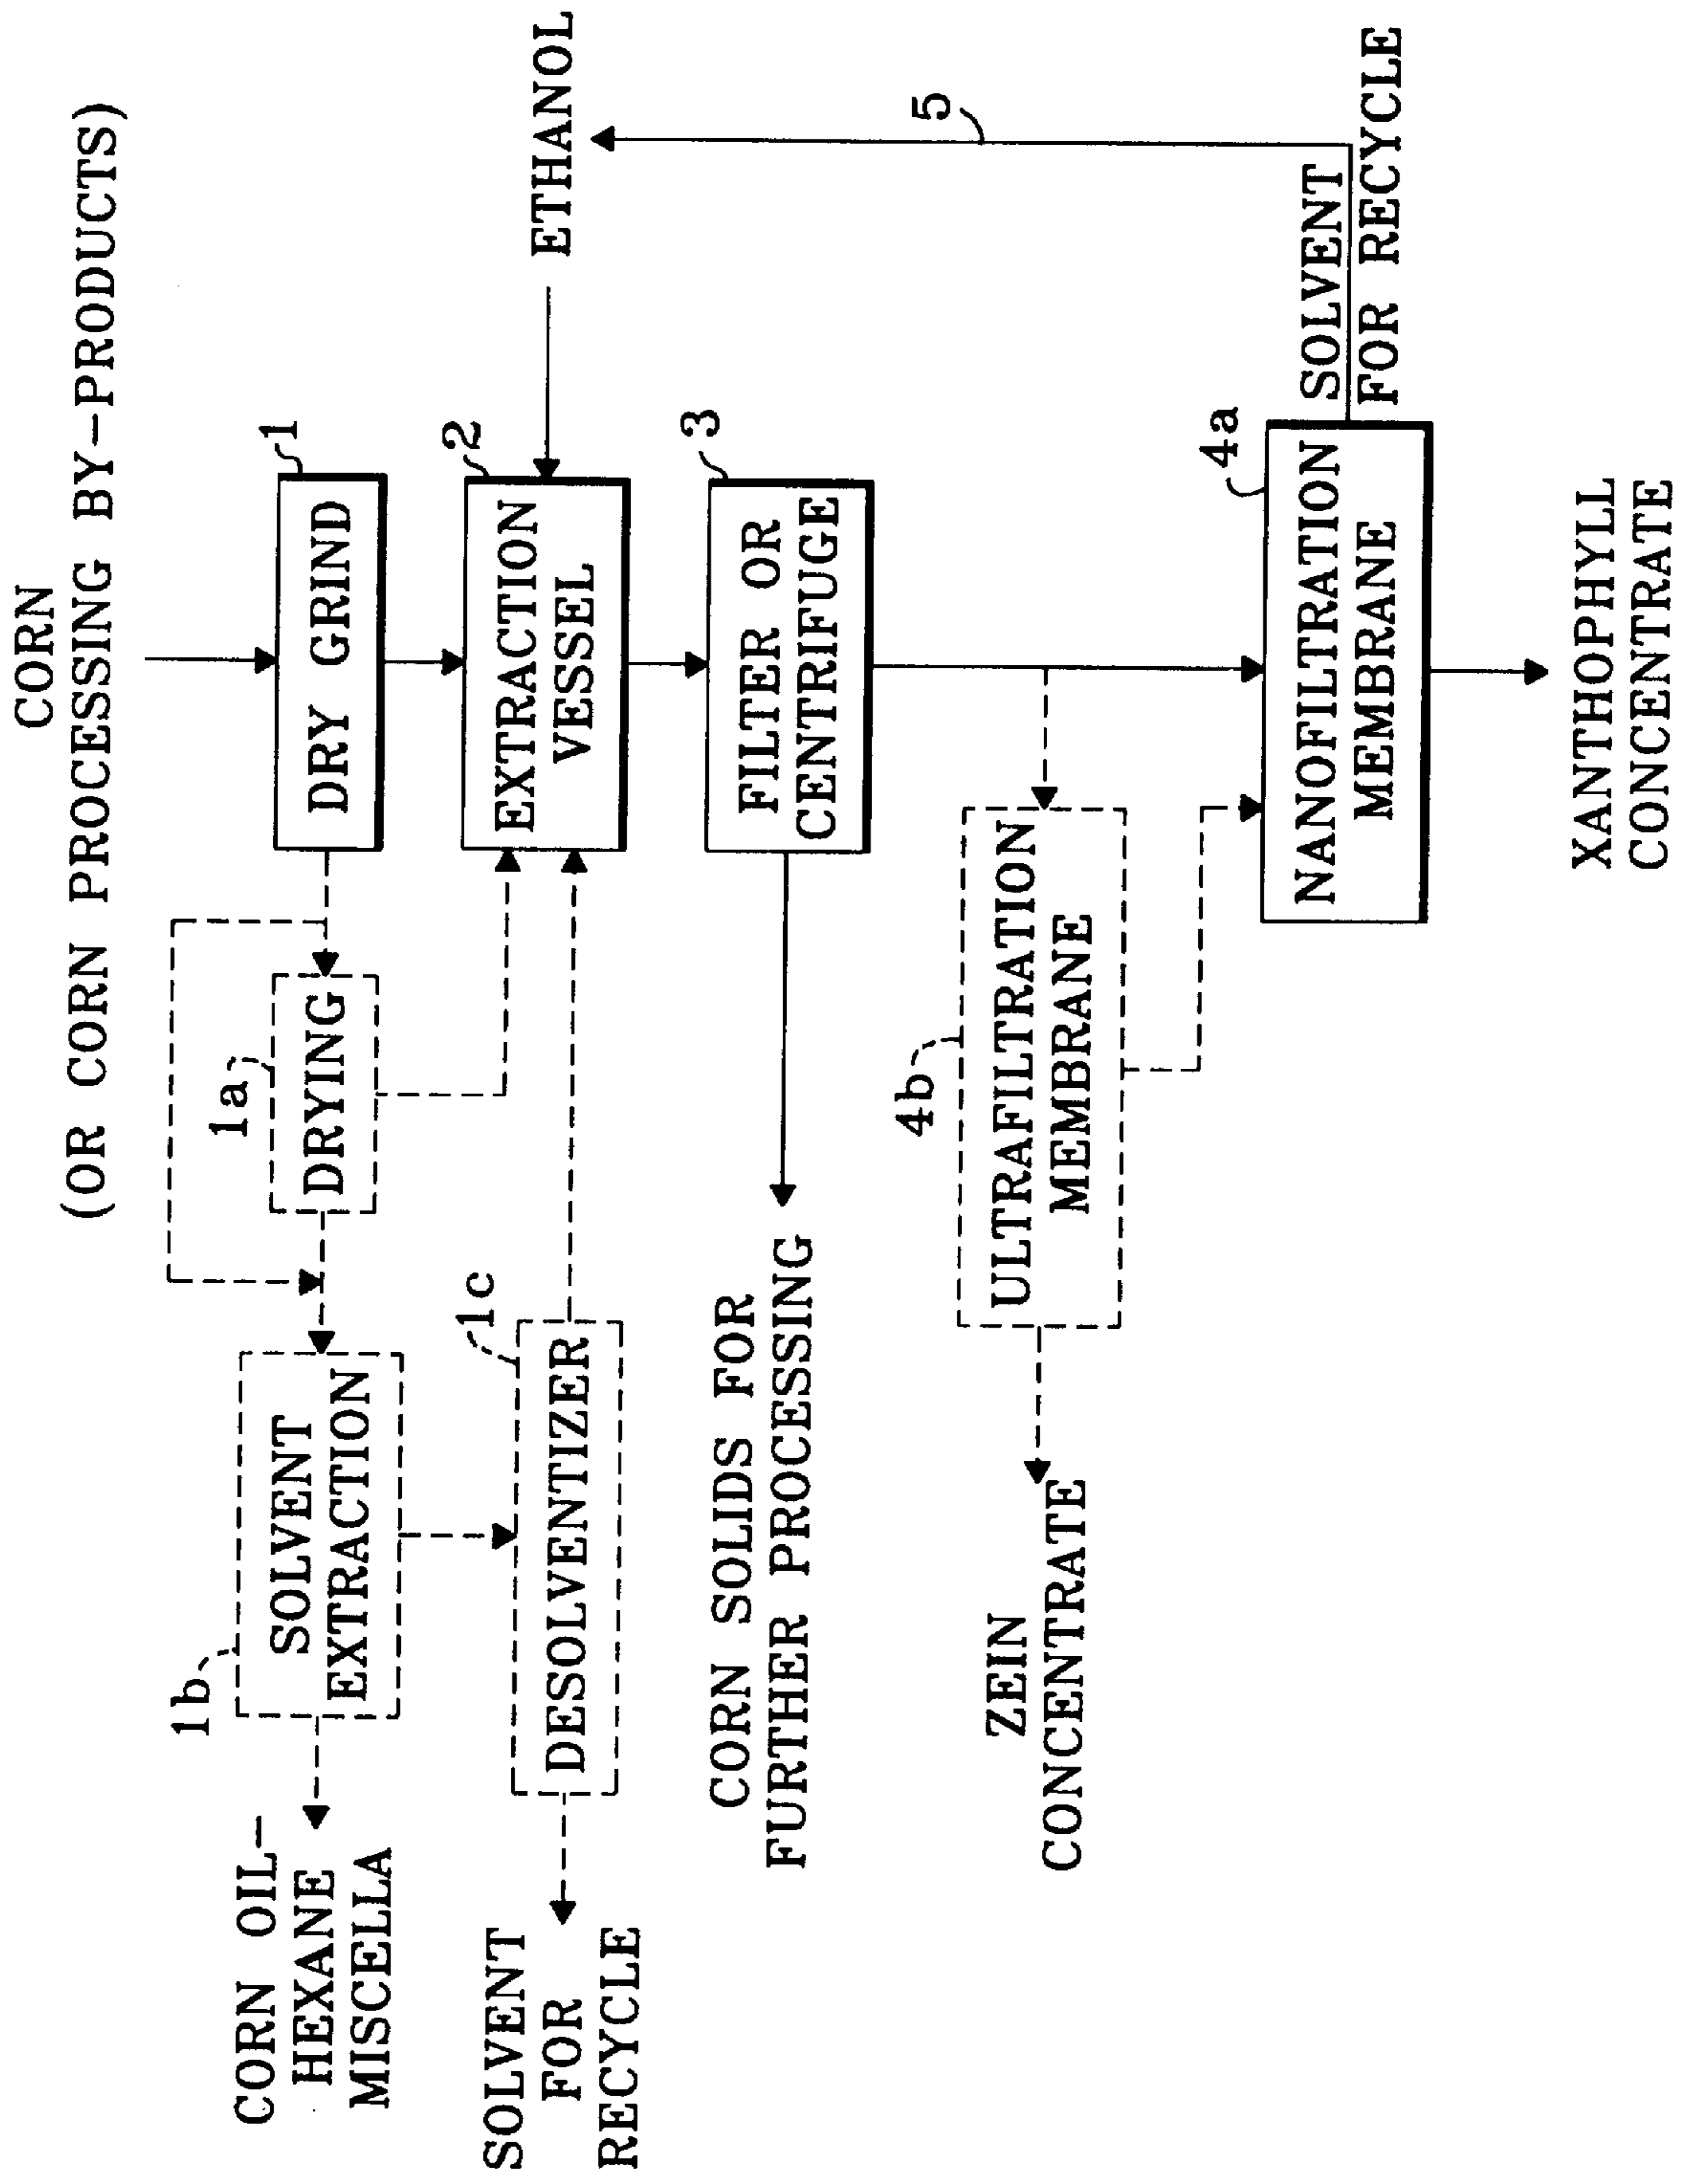 CORN
(OR CORN PROCESSING BY-PRODUCTS)
1b
SOLVENT
EXTRACTION
1a
DRYING
1
DRY GRIND
CORN OIL-
HEXANE
MISCELLA
1c
DESOLVENTIZER
2
EXTRACTION
VESSEL
ETHANOL
SOLVENT
FOR
RECYCLE
3
FILTER OR
CENTRIFUGE
CORN SOLIDS FOR
FURTHER PROCESSING
5
4b
ULTRAFILTRATION
MEMBRANE
ZEIN
CONCENTRATE
4a
NANOFILTRATION
MEMBRANE
SOLVENT
FOR RECYCLE
XANTHOPHYLL
CONCENTRATE